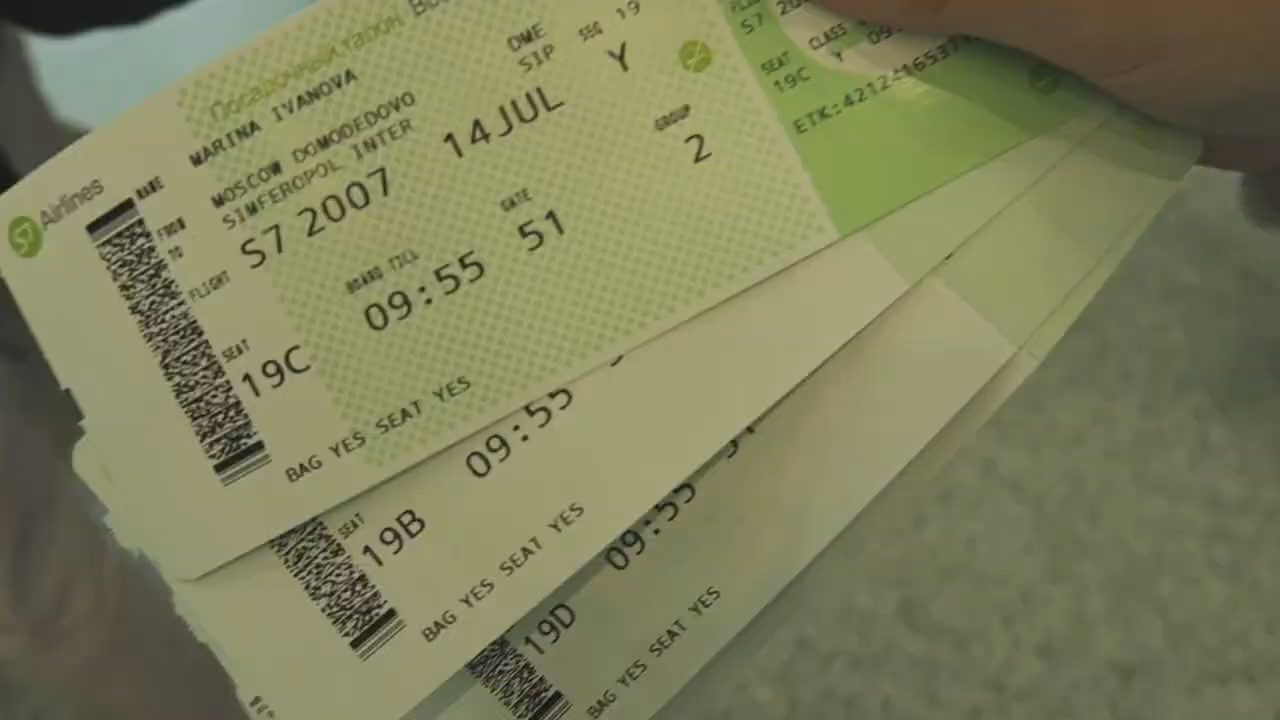 Посадочный талон
S7 Airlines
NAME
MARINA IVANOVA
FROM
MOSCOW DOMODEDOVO
DME
TO
SIMFEROPOL INTER
SIP
SEQ 19
FLIGHT
S7 2007
14JUL
Y
BOARD TILL
09:55
GATE
51
GROUP
2
SEAT
19C
BAG YES SEAT YES
S7
SEAT
19C
CLASS
Y
SEAT
19B
09:55
BAG YES SEAT YES
19D
09:55
BAG YES SEAT YES